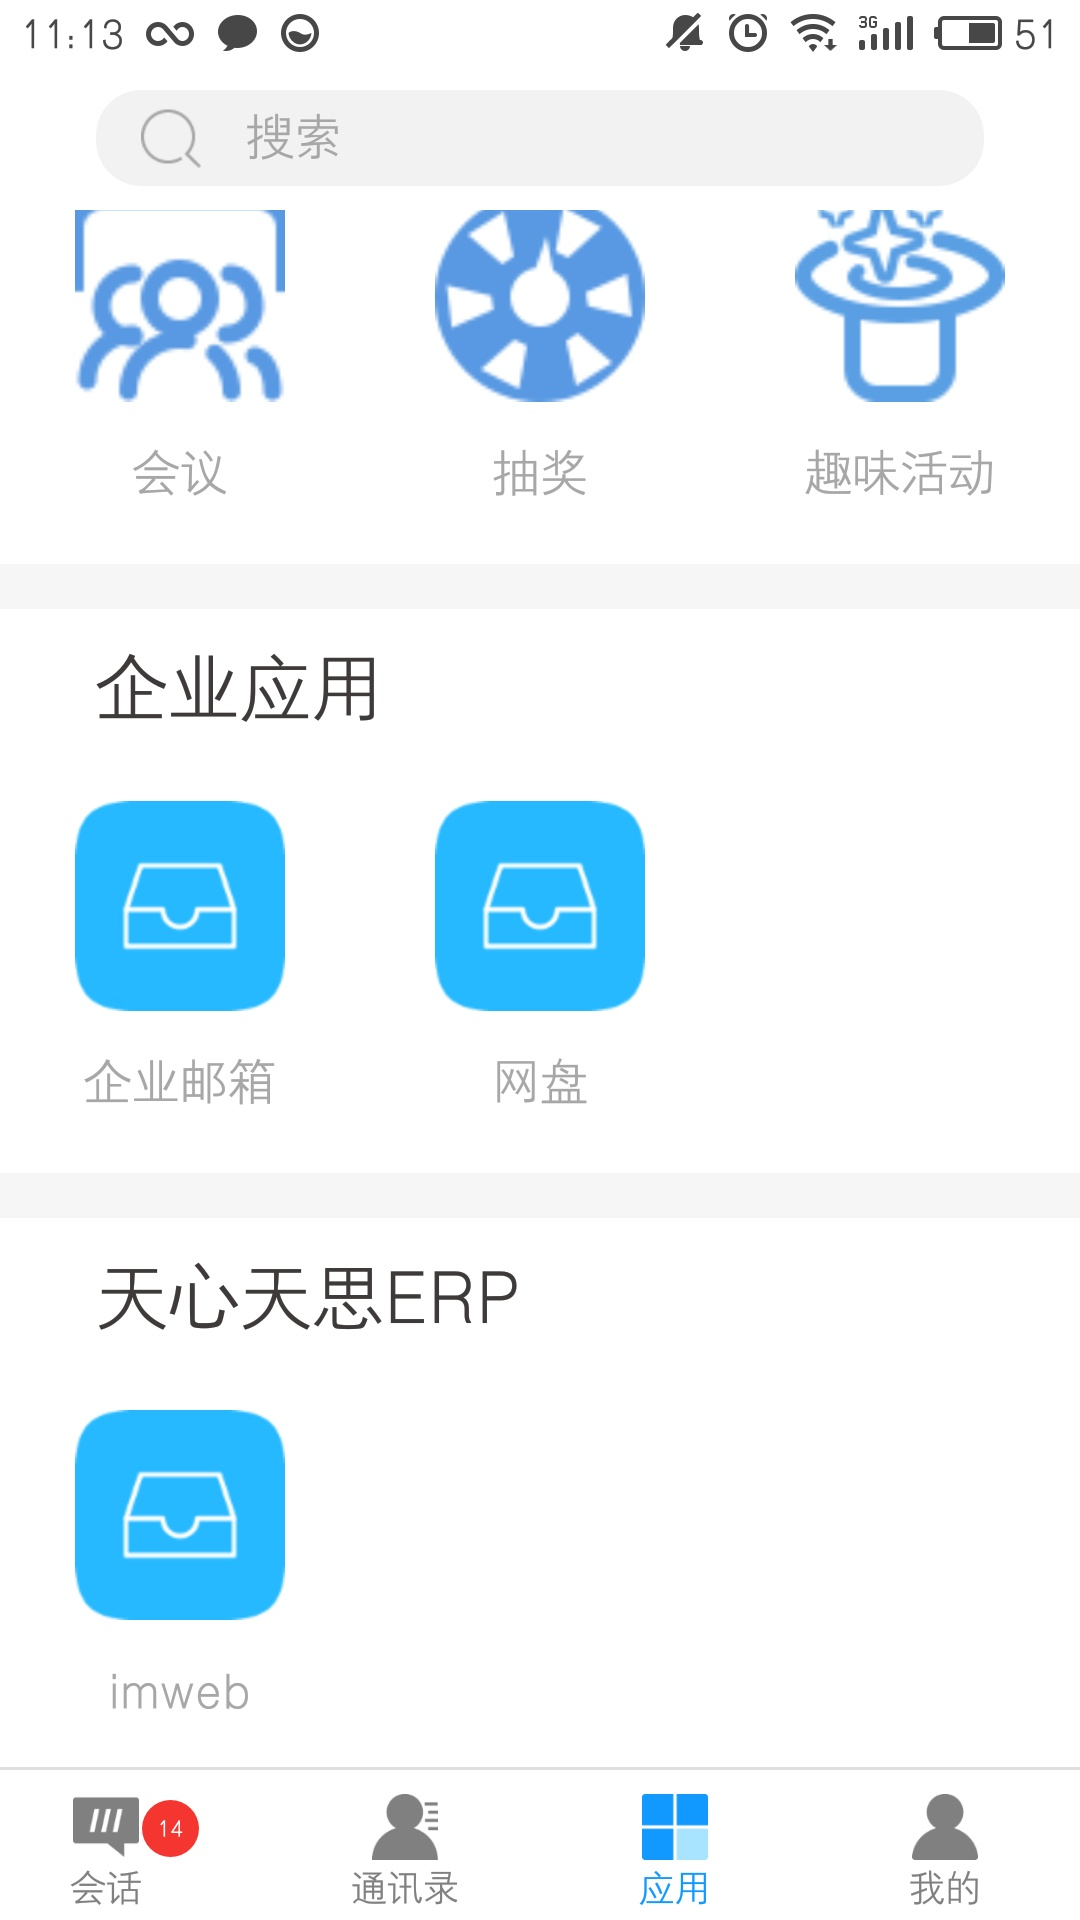 11:13 3G 51
搜索
会议 抽奖 趣味活动
企业应用
企业邮箱 网盘
天心天思ERP
imweb
14
会话 通讯录 应用 我的